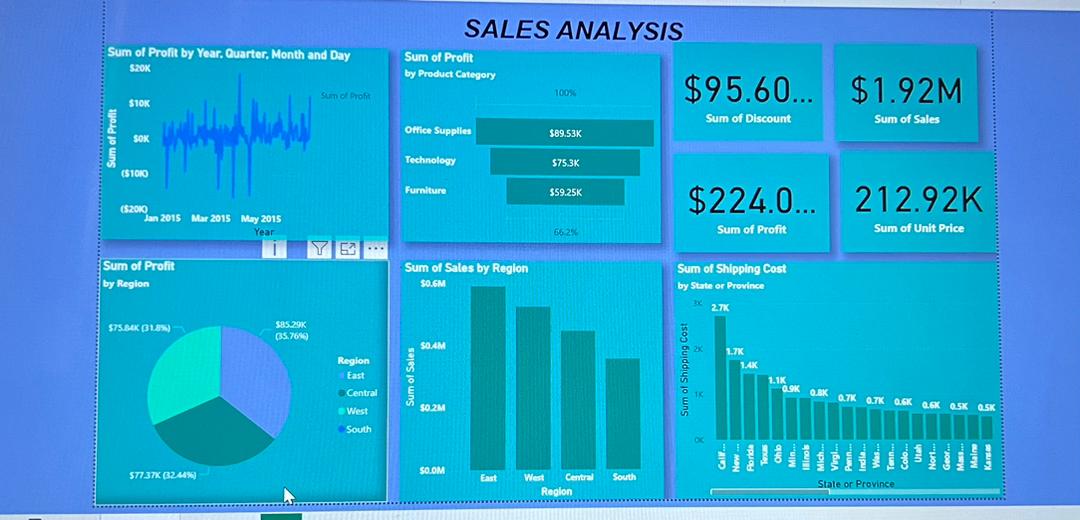 SALES ANALYSIS
Sum of Profit by Year, Quarter, Month and Day
$20K
$10K
$0K
($10K)
($20K)
Sum of Profit
Sum of Profit
Jan 2015 Mar 2015 May 2015
Year
Sum of Profit
by Product Category
100%
Office Supplies $89.53K
Technology $75.3K
Furniture $59.25K
66.2%
$95.60...
Sum of Discount
$1.92M
Sum of Sales
$224.0...
Sum of Profit
212.92K
Sum of Unit Price
Sum of Profit
by Region
$75.84K (31.8%)
$85.29K
(35.76%)
$77.37K (32.44%)
Region
East
Central
West
South
Sum of Sales by Region
$0.6M
$0.4M
$0.2M
$0.0M
Sum of Sales
East West Central South
Region
Sum of Shipping Cost
by State or Province
3K
2K
1K
0K
Sum of Shipping Cost
2.7K
1.7K
1.4K
1.1K
0.9K
0.8K
0.7K
0.7K
0.6K
0.6K
0.5K
0.5K
Calif...
New ...
Florida
Texas
Ohio
Min...
Illinois
Mich...
Virgi...
Penn...
India...
Was...
Tenn...
Colo...
Utah
Nort...
Geor...
Mass...
Maine
Kansas
State or Province